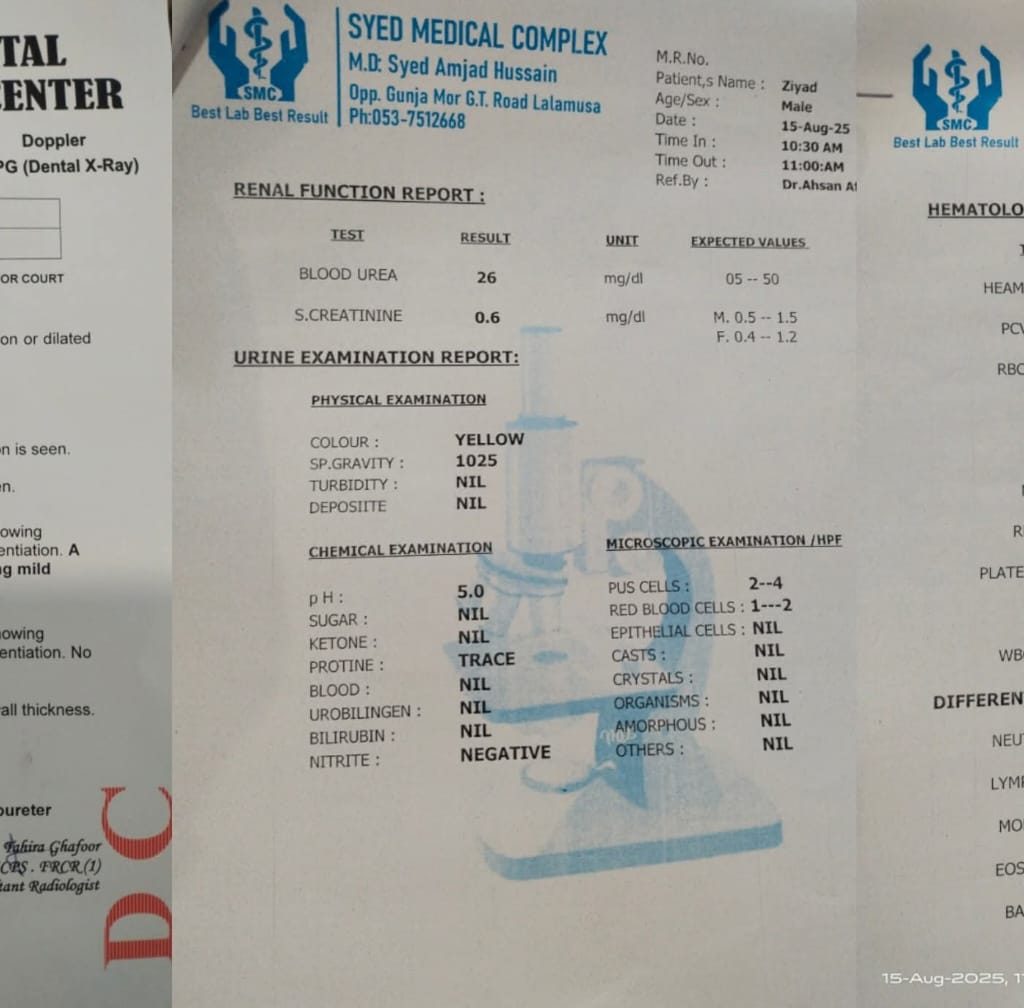 TAL
CENTER
Doppler
PG (Dental X-Ray)
OR COURT
on or dilated
n is seen.
en.
owing
entiation. A
ng mild
howing
entiation. No
all thickness.
oureter
Tahira Ghafoor
CPS . FRCR (1)
tant Radiologist
D C
SMC
Best Lab Best Result
SYED MEDICAL COMPLEX
M.D: Syed Amjad Hussain
Opp. Gunja Mor G.T. Road Lalamusa
Ph:053-7512668
M.R.No.
Patient,s Name : Ziyad
Age/Sex : Male
Date : 15-Aug-25
Time In : 10:30 AM
Time Out : 11:00:AM
Ref.By : Dr.Ahsan Af
RENAL FUNCTION REPORT :
TEST RESULT UNIT EXPECTED VALUES
BLOOD UREA 26 mg/dl 05 -- 50
S.CREATININE 0.6 mg/dl M. 0.5 -- 1.5
F. 0.4 -- 1.2
URINE EXAMINATION REPORT:
PHYSICAL EXAMINATION
COLOUR : YELLOW
SP.GRAVITY : 1025
TURBIDITY : NIL
DEPOSIITE NIL
CHEMICAL EXAMINATION
pH : 5.0
SUGAR : NIL
KETONE : NIL
PROTINE : TRACE
BLOOD : NIL
UROBILINGEN : NIL
BILIRUBIN : NIL
NITRITE : NEGATIVE
MICROSCOPIC EXAMINATION /HPF
PUS CELLS : 2--4
RED BLOOD CELLS : 1---2
EPITHELIAL CELLS : NIL
CASTS : NIL
CRYSTALS : NIL
ORGANISMS : NIL
AMORPHOUS : NIL
OTHERS : NIL
SMC
Best Lab Best Result
HEMATOLO
HEAM
PCV
RBC
PLATE
WB
DIFFEREN
NEUT
LYMP
MO
EOS
BA
15-Aug-2025, 1